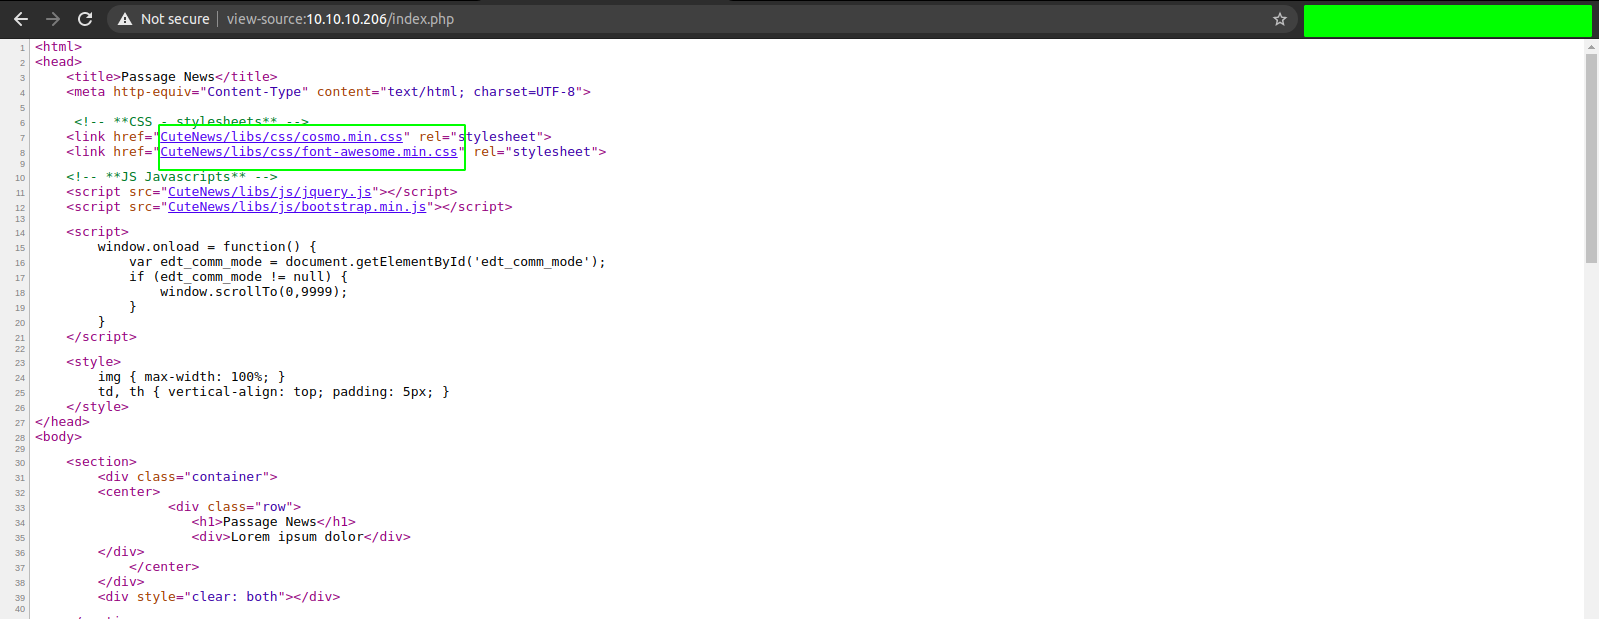 Not secure view-source:10.10.10.206/index.php
1 <html>
2 <head>
3 <title>Passage News</title>
4 <meta http-equiv="Content-Type" content="text/html; charset=UTF-8">
5
6 <!-- **CSS - stylesheets** -->
7 <link href="CuteNews/libs/css/cosmo.min.css" rel="stylesheet">
8 <link href="CuteNews/libs/css/font-awesome.min.css" rel="stylesheet">
9
10 <!-- **JS Javascripts** -->
11 <script src="CuteNews/libs/js/jquery.js"></script>
12 <script src="CuteNews/libs/js/bootstrap.min.js"></script>
13
14 <script>
15 window.onload = function() {
16 var edt_comm_mode = document.getElementById('edt_comm_mode');
17 if (edt_comm_mode != null) {
18 window.scrollTo(0,9999);
19 }
20 }
21 </script>
22
23 <style>
24 img { max-width: 100%; }
25 td, th { vertical-align: top; padding: 5px; }
26 </style>
27 </head>
28 <body>
29
30 <section>
31 <div class="container">
32 <center>
33 <div class="row">
34 <h1>Passage News</h1>
35 <div>Lorem ipsum dolor</div>
36 </div>
37 </center>
38 </div>
39 <div style="clear: both"></div>
40